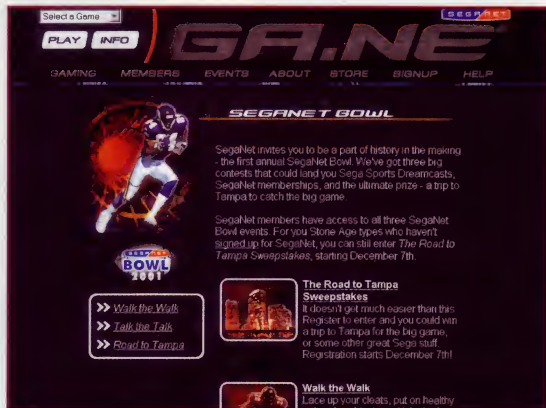 Select a Game
SEGANET
PLAY INFO
GA.NE
GAMING MEMBERS EVENTS ABOUT STORE SIGNUP HELP
SEGANET BOWL
SegaNet invites you to be a part of history in the making
- the first annual SegaNet Bowl. We've got three big
contests that could land you Sega Sports Dreamcasts,
SegaNet memberships, and the ultimate prize - a trip to
Tampa to catch the big game.
SegaNet members have access to all three SegaNet
Bowl events. For you Stone Age types who haven't
signed up for SegaNet, you can still enter The Road to
Tampa Sweepstakes, starting December 7th.
SEGANET
BOWL
2001
>> Walk the Walk
>> Talk the Talk
>> Road to Tampa
The Road to Tampa
Sweepstakes
It doesn't get much easier than this
Register to enter and you could win
a trip to Tampa for the big game,
or some other great Sega stuff.
Registration starts December 7th!
Walk the Walk
Lace up your cleats, put on healthy